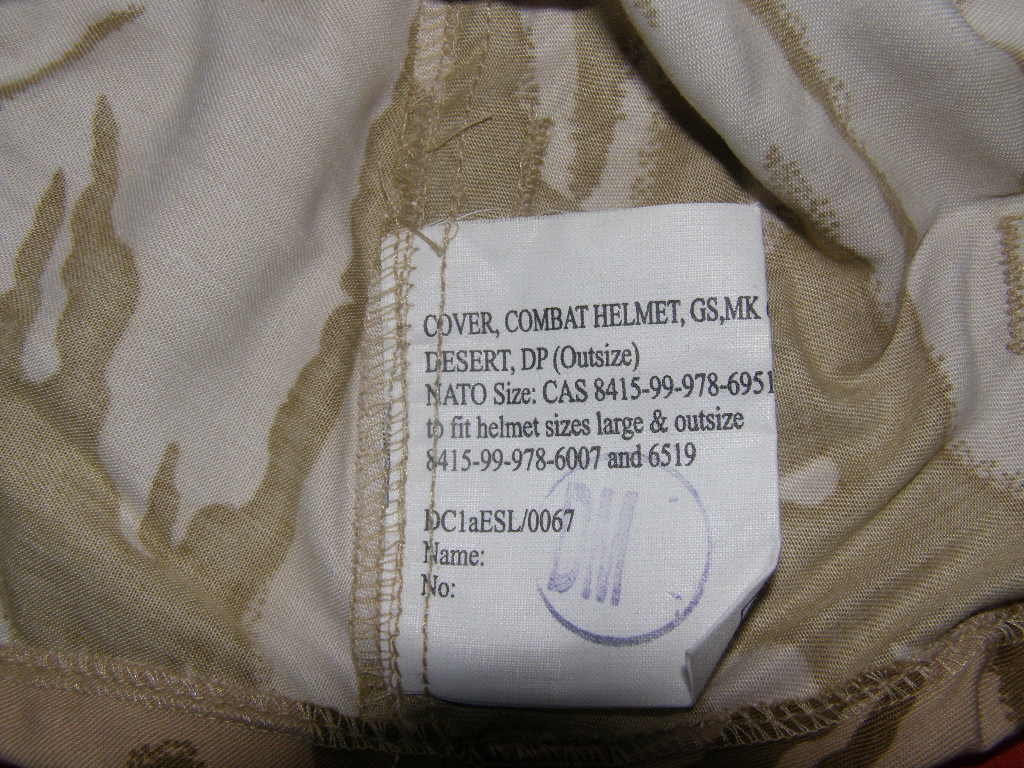 COVER, COMBAT HELMET, GS,MK
DESERT, DP (Outsize)
NATO Size: CAS 8415-99-978-6951
to fit helmet sizes large & outsize
8415-99-978-6007 and 6519
DC1aESL/0067
Name:
No: